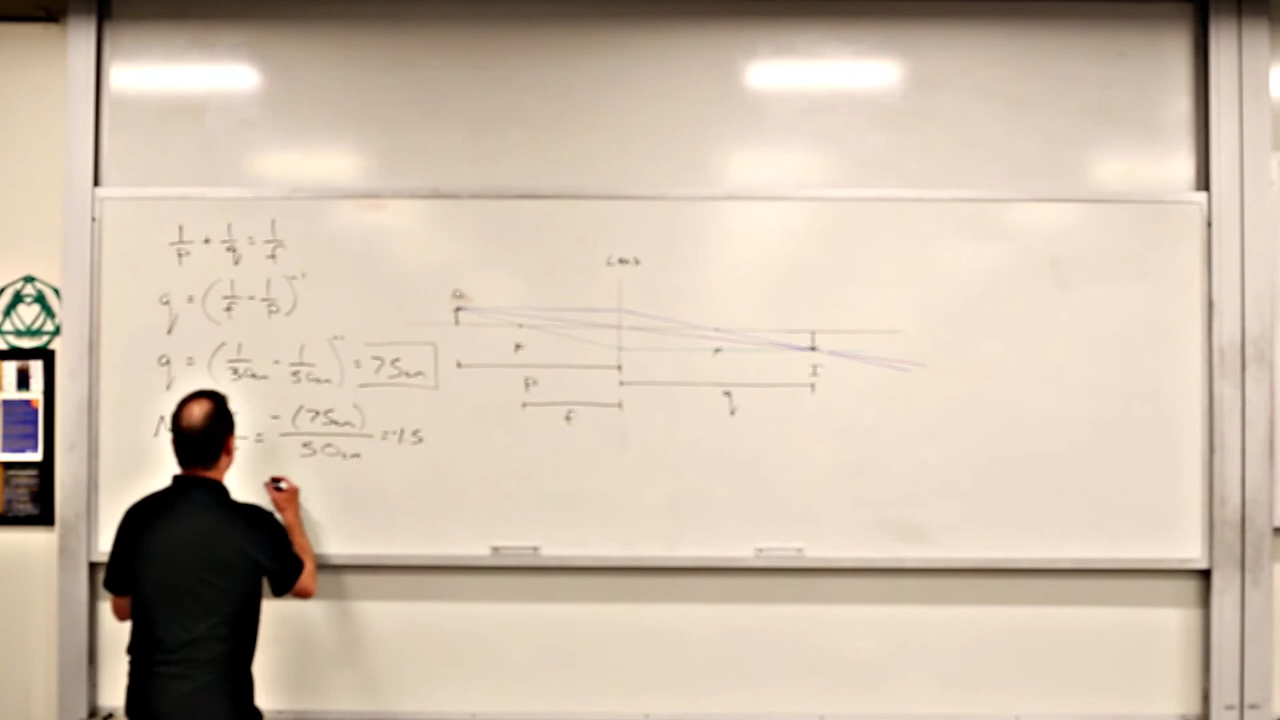 1/p + 1/q = 1/f
q = (1/f - 1/p)⁻¹
q = (1/30cm - 1/50cm)⁻¹ = 75cm
= -(75cm)/50cm = -1.5
Lens
O
F
F
I
p
q
f